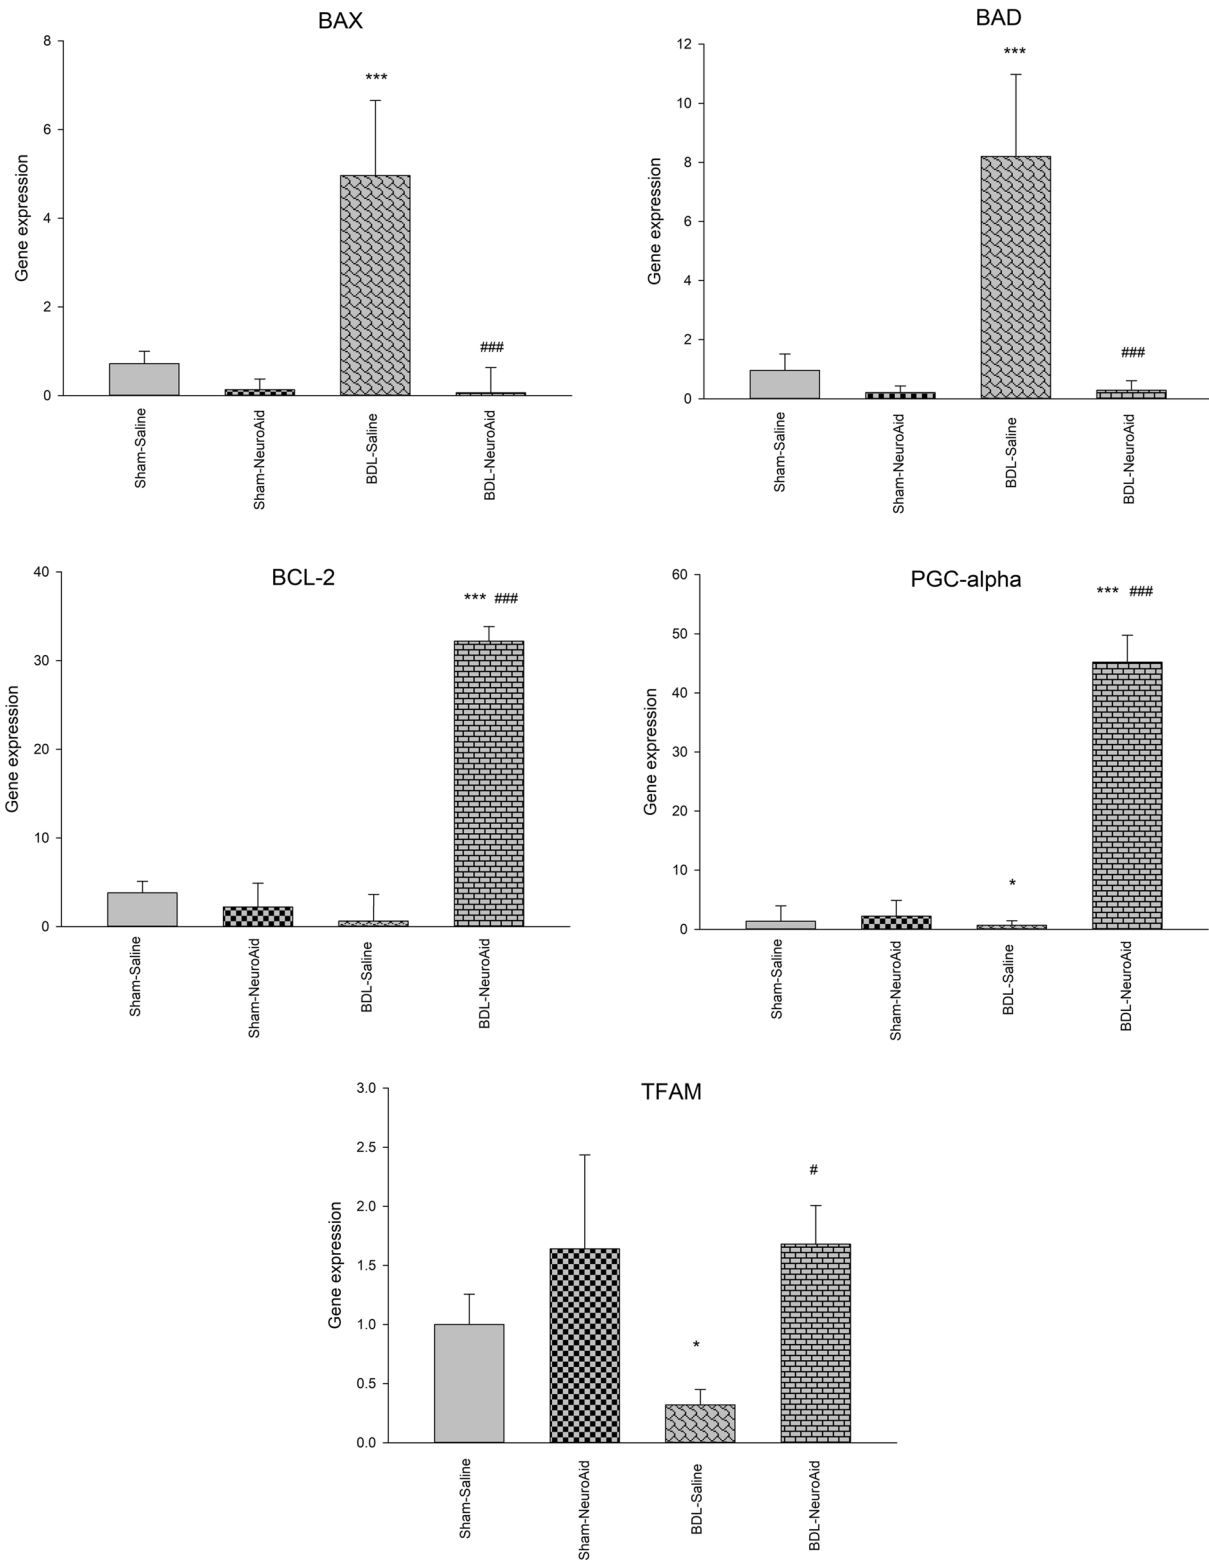 BAX
8
6
4
2
0
Gene expression
***
###
Sham-Saline
Sham-NeuroAid
BDL-Saline
BDL-NeuroAid
BAD
12
10
8
6
4
2
0
Gene expression
***
###
Sham-Saline
Sham-NeuroAid
BDL-Saline
BDL-NeuroAid
BCL-2
40
30
20
10
0
Gene expression
*** ###
Sham-Saline
Sham-NeuroAid
BDL-Saline
BDL-NeuroAid
PGC-alpha
60
50
40
30
20
10
0
Gene expression
*
*** ###
Sham-Saline
Sham-NeuroAid
BDL-Saline
BDL-NeuroAid
TFAM
3.0
2.5
2.0
1.5
1.0
0.5
0.0
Gene expression
*
#
Sham-Saline
Sham-NeuroAid
BDL-Saline
BDL-NeuroAid